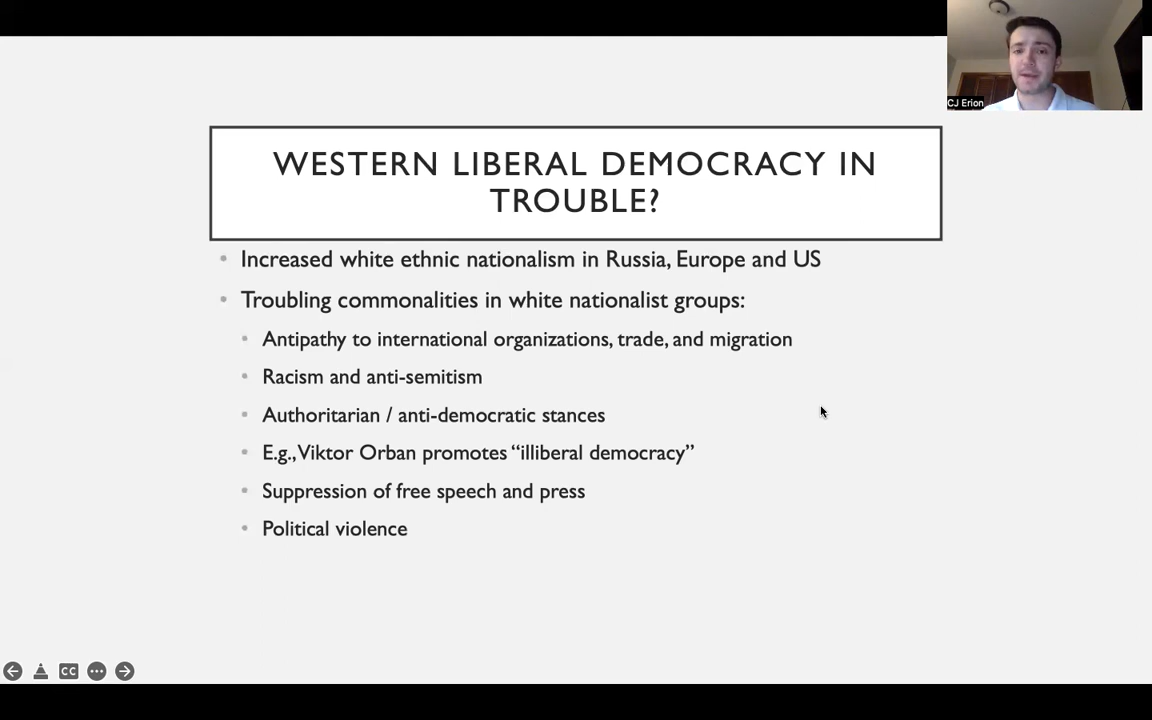 CJ Erion
WESTERN LIBERAL DEMOCRACY IN
TROUBLE?
• Increased white ethnic nationalism in Russia, Europe and US
• Troubling commonalities in white nationalist groups:
• Antipathy to international organizations, trade, and migration
• Racism and anti-semitism
• Authoritarian / anti-democratic stances
• E.g., Viktor Orban promotes “illiberal democracy”
• Suppression of free speech and press
• Political violence
CC